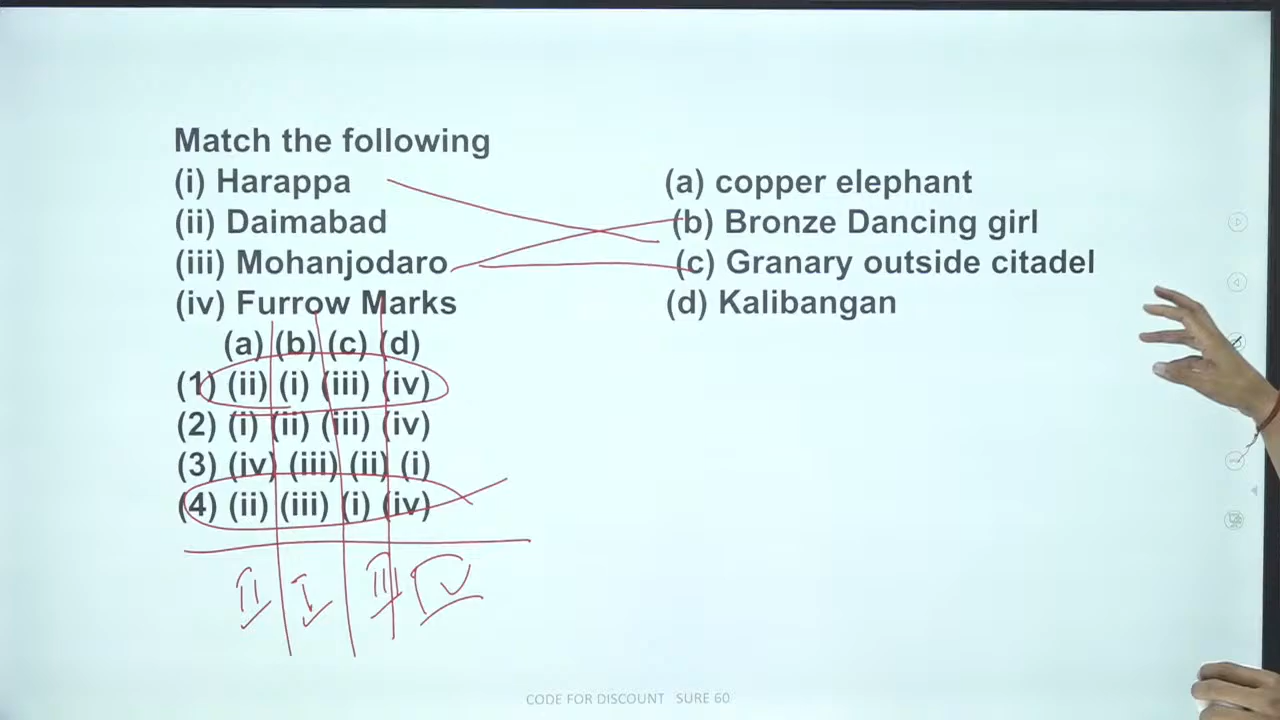 Match the following
(i) Harappa (a) copper elephant
(ii) Daimabad (b) Bronze Dancing girl
(iii) Mohanjodaro (c) Granary outside citadel
(iv) Furrow Marks (d) Kalibangan
(a) (b) (c) (d)
(1) (ii) (i) (iii) (iv)
(2) (i) (ii) (iii) (iv)
(3) (iv) (iii) (ii) (i)
(4) (ii) (iii) (i) (iv)
II I III IV
CODE FOR DISCOUNT SURE 60